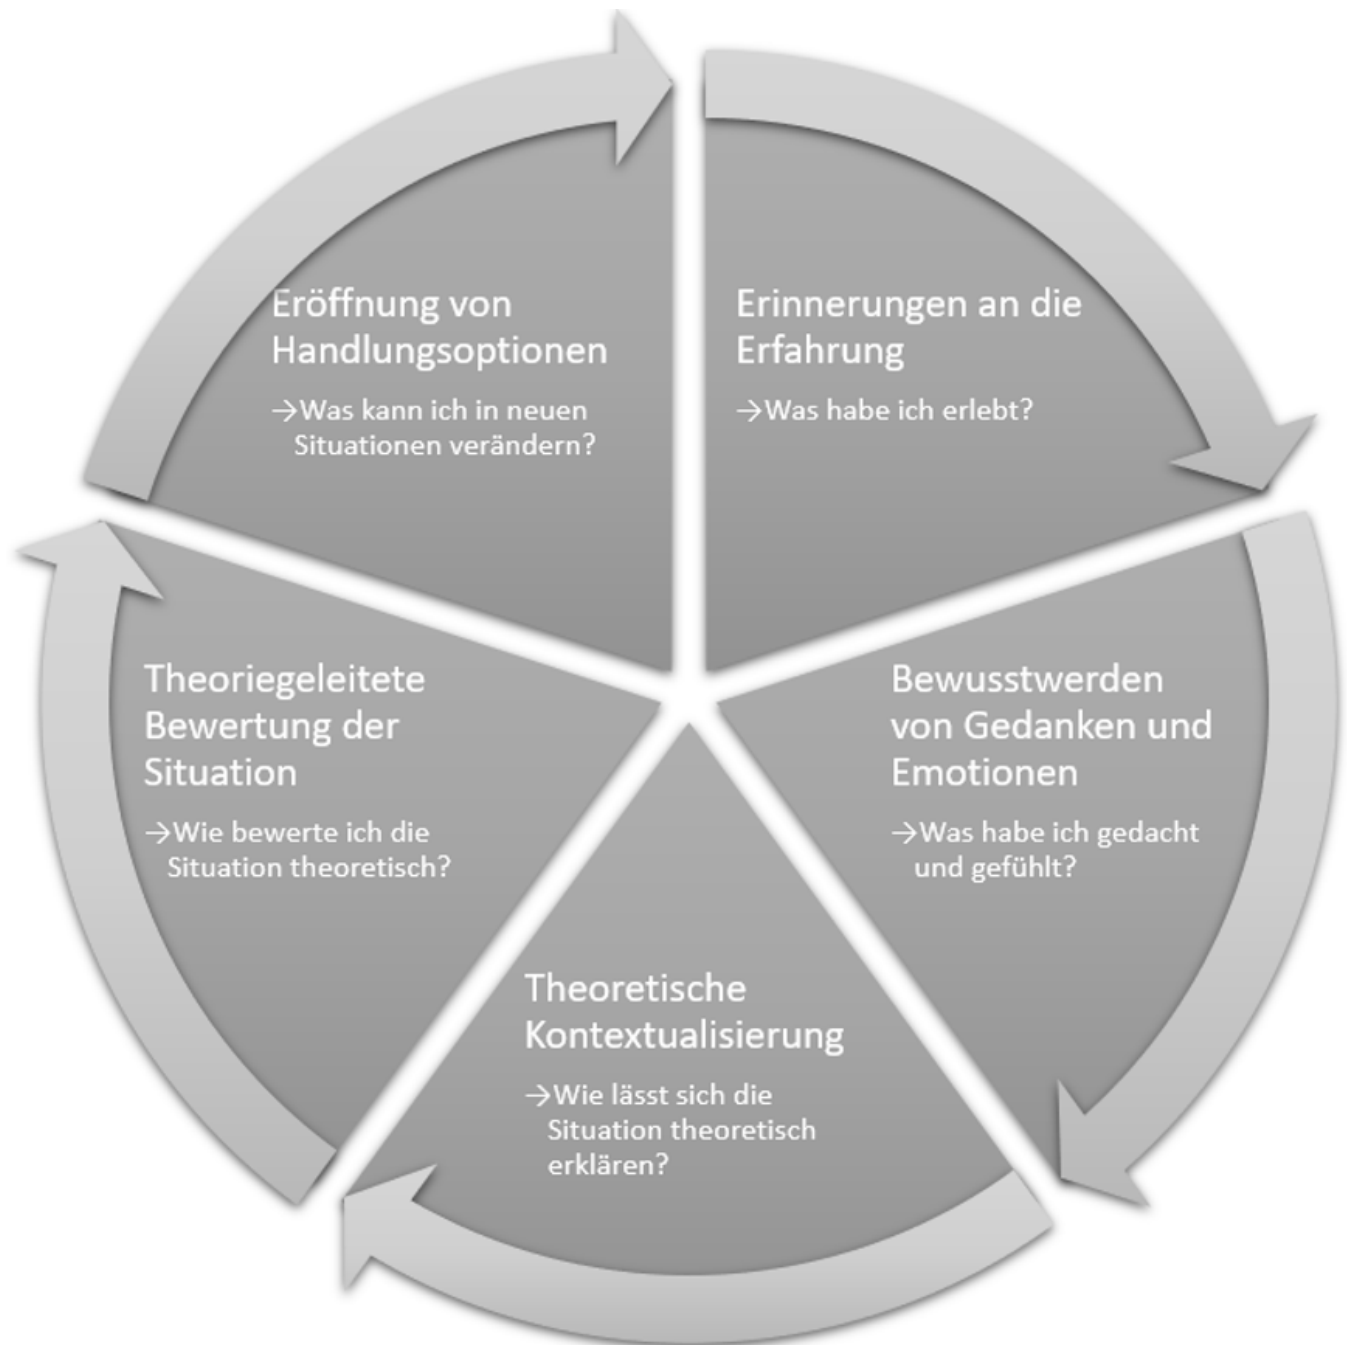 Erinnerungen an die
Erfahrung
→Was habe ich erlebt?
Bewusstwerden
von Gedanken und
Emotionen
→Was habe ich gedacht
und gefühlt?
Theoretische
Kontextualisierung
→Wie lässt sich die
Situation theoretisch
erklären?
Theoriegeleitete
Bewertung der
Situation
→Wie bewerte ich die
Situation theoretisch?
Eröffnung von
Handlungsoptionen
→Was kann ich in neuen
Situationen verändern?